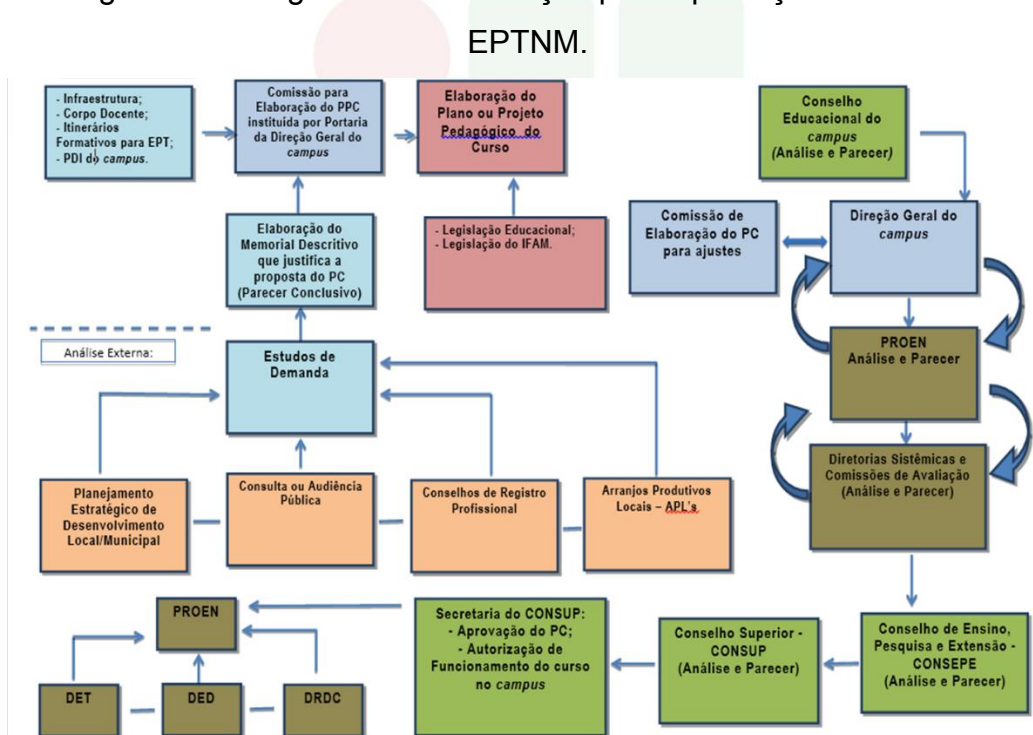 EPTNM.
- Infraestrutura;
- Corpo Docente;
- Itinerários
Formativos para EPT;
- PDI do campus.
Comissão para
Elaboração do PPC
instituída por Portaria
da Direção Geral do
campus
Elaboração do
Plano ou Projeto
Pedagógico do
Curso
Conselho
Educacional do
campus
(Análise e Parecer)
Elaboração do
Memorial Descritivo
que justifica a
proposta do PC
(Parecer Conclusivo)
- Legislação Educacional;
- Legislação do IFAM.
Comissão de
Elaboração do PC
para ajustes
Direção Geral do
campus
Análise Externa:
Estudos de
Demanda
PROEN
Análise e Parecer
Diretorias Sistêmicas e
Comissões de Avaliação
(Análise e Parecer)
Planejamento
Estratégico de
Desenvolvimento
Local/Municipal
Consulta ou Audiência
Pública
Conselhos de Registro
Profissional
Arranjos Produtivos
Locais – APL's
PROEN
DET
DED
DRDC
Secretaria do CONSUP:
- Aprovação do PC;
- Autorização de
Funcionamento do curso
no campus
Conselho Superior -
CONSUP
(Análise e Parecer)
Conselho de Ensino,
Pesquisa e Extensão -
CONSEPE
(Análise e Parecer)